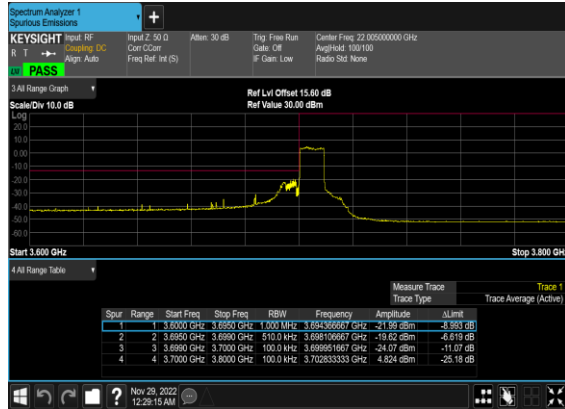 Spectrum Analyzer 1
Spurious Emissions
KEYSIGHT Input: RF Input Z: 50 Ω Atten: 30 dB Trig: Free Run Center Freq: 22.005000000 GHz
R T Coupling: DC Corr CCorr Gate: Off Avg|Hold: 100/100
Align: Auto Freq Ref: Int (S) IF Gain: Low Radio Std: None
PASS
3 All Range Graph
Ref Lvl Offset 15.60 dB
Scale/Div 10.0 dB Ref Value 30.00 dBm
Log
20.0
10.0
0.00
-10.0
-20.0
-30.0
-40.0
-50.0
-60.0
Start 3.600 GHz Stop 3.800 GHz
4 All Range Table
Measure Trace Trace 1
Trace Type Trace Average (Active)
Spur Range Start Freq Stop Freq RBW Frequency Amplitude ΔLimit
1 1 3.6000 GHz 3.6950 GHz 1.000 MHz 3.694366667 GHz -21.99 dBm -8.993 dB
2 2 3.6950 GHz 3.6990 GHz 510.0 kHz 3.698106667 GHz -19.62 dBm -6.619 dB
3 3 3.6990 GHz 3.7000 GHz 100.0 kHz 3.699951667 GHz -24.07 dBm -11.07 dB
4 4 3.7000 GHz 3.8000 GHz 100.0 kHz 3.702833333 GHz 4.824 dBm -25.18 dB
? Nov 29, 2022
12:29:15 AM